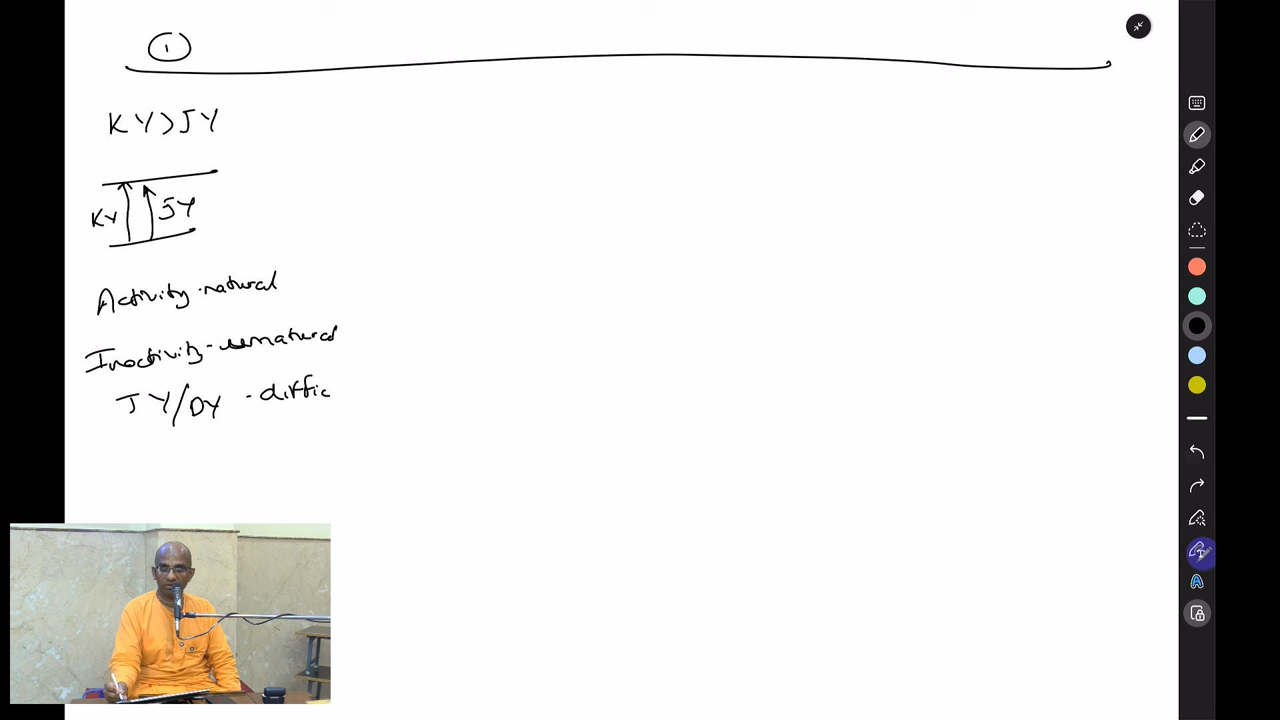 1
KY > JY
KY JY
Activity - natural
Inactivity - unnatural
JY/DY - diffic